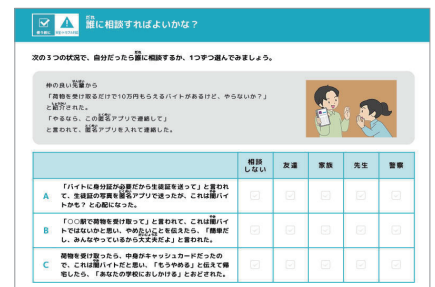 誰に相談すればよいかな？
次の３つの状況で、自分だったら誰に相談するか、1つずつ選んでみましょう。
仲の良い先輩から
「荷物を受け取るだけで10万円もらえるバイトがあるけど、やらないか？」
と紹介された。
「やるなら、この匿名アプリで連絡して」
と言われて、匿名アプリを入れて連絡した。
相談しない 友達 家族 先生 警察
A 「バイトに身分証が必要だから生徒証を送って」と言われ
て、生徒証の写真を匿名アプリで送ったが、これは闇バイ
トかも？ と心配になった。
B 「○○駅で荷物を受け取って」と言われて、これは闇バイ
トではないかと思い、やめたいことを伝えたら、「簡単だ
し、みんなやっているから大丈夫だよ」と言われた。
C 荷物を受け取ったら、中身がキャッシュカードだったの
で、これは闇バイトだと思い、「もうやめる」と伝えて帰
宅したら、「あなたの学校におしかける」とおどされた。